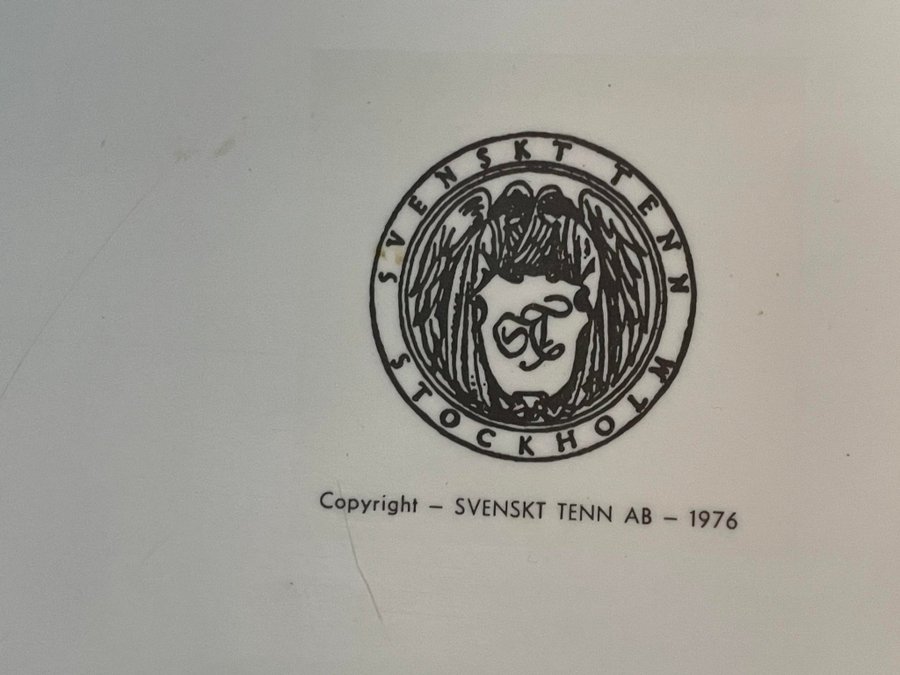 SVENSKT TENN
ST
STOCKHOLM
Copyright – SVENSKT TENN AB – 1976